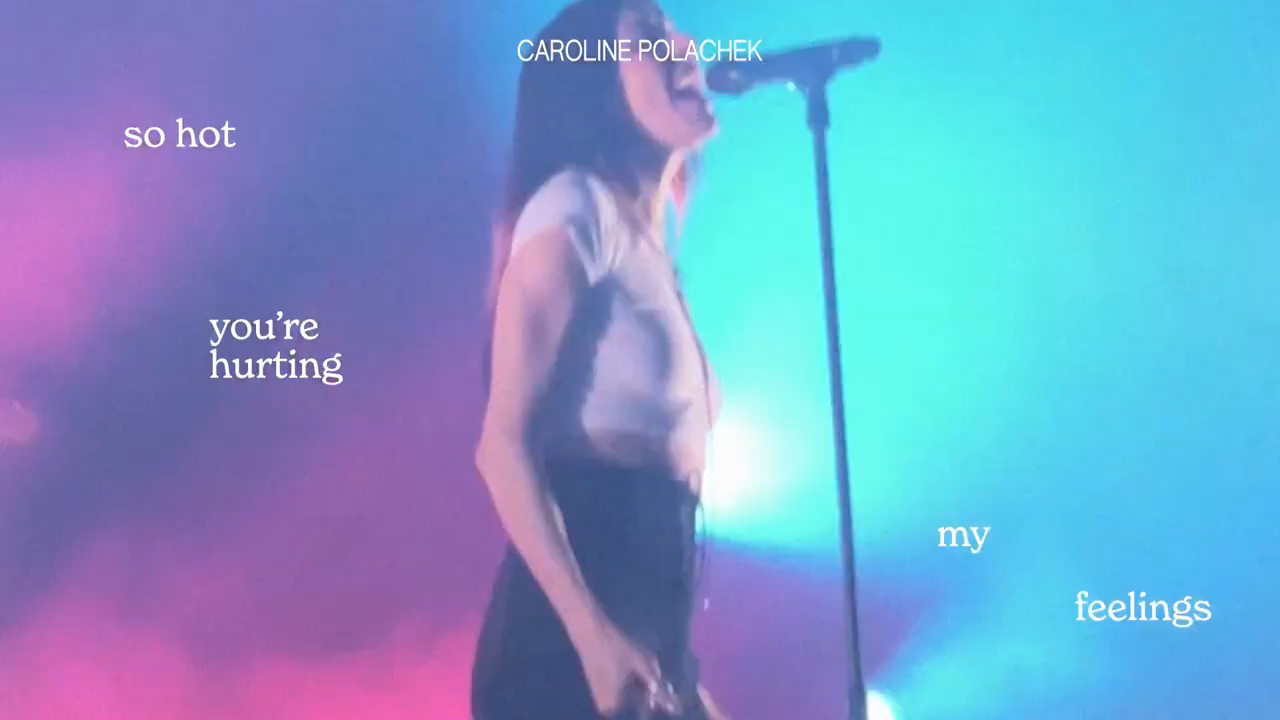 CAROLINE POLACHEK
so hot
you’re
hurting
my
feelings